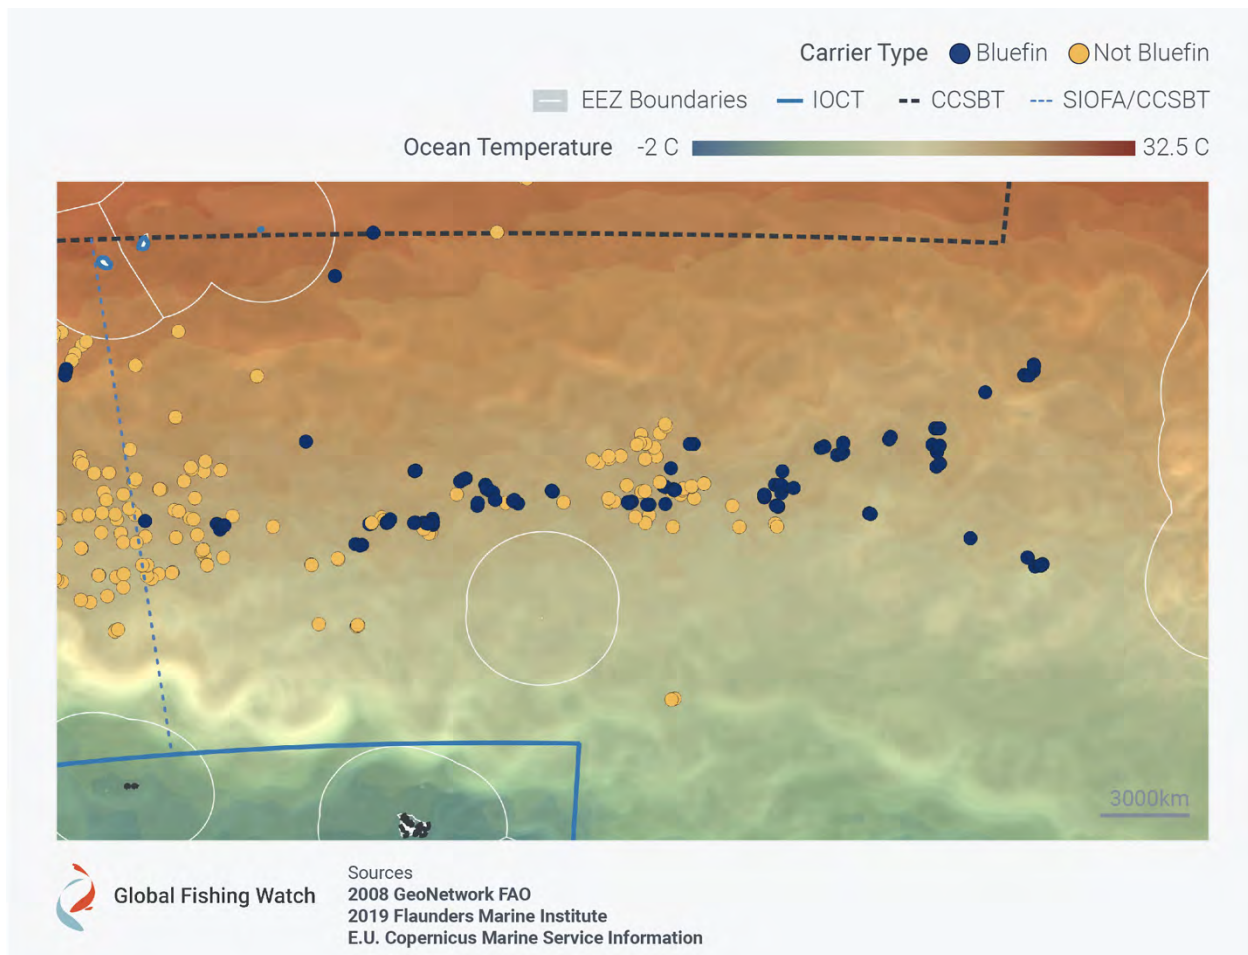 Carrier Type Bluefin Not Bluefin
EEZ Boundaries IOCT CCSBT SIOFA/CCSBT
Ocean Temperature -2 C 32.5 C
3000km
Global Fishing Watch
Sources
2008 GeoNetwork FAO
2019 Flaunders Marine Institute
E.U. Copernicus Marine Service Information